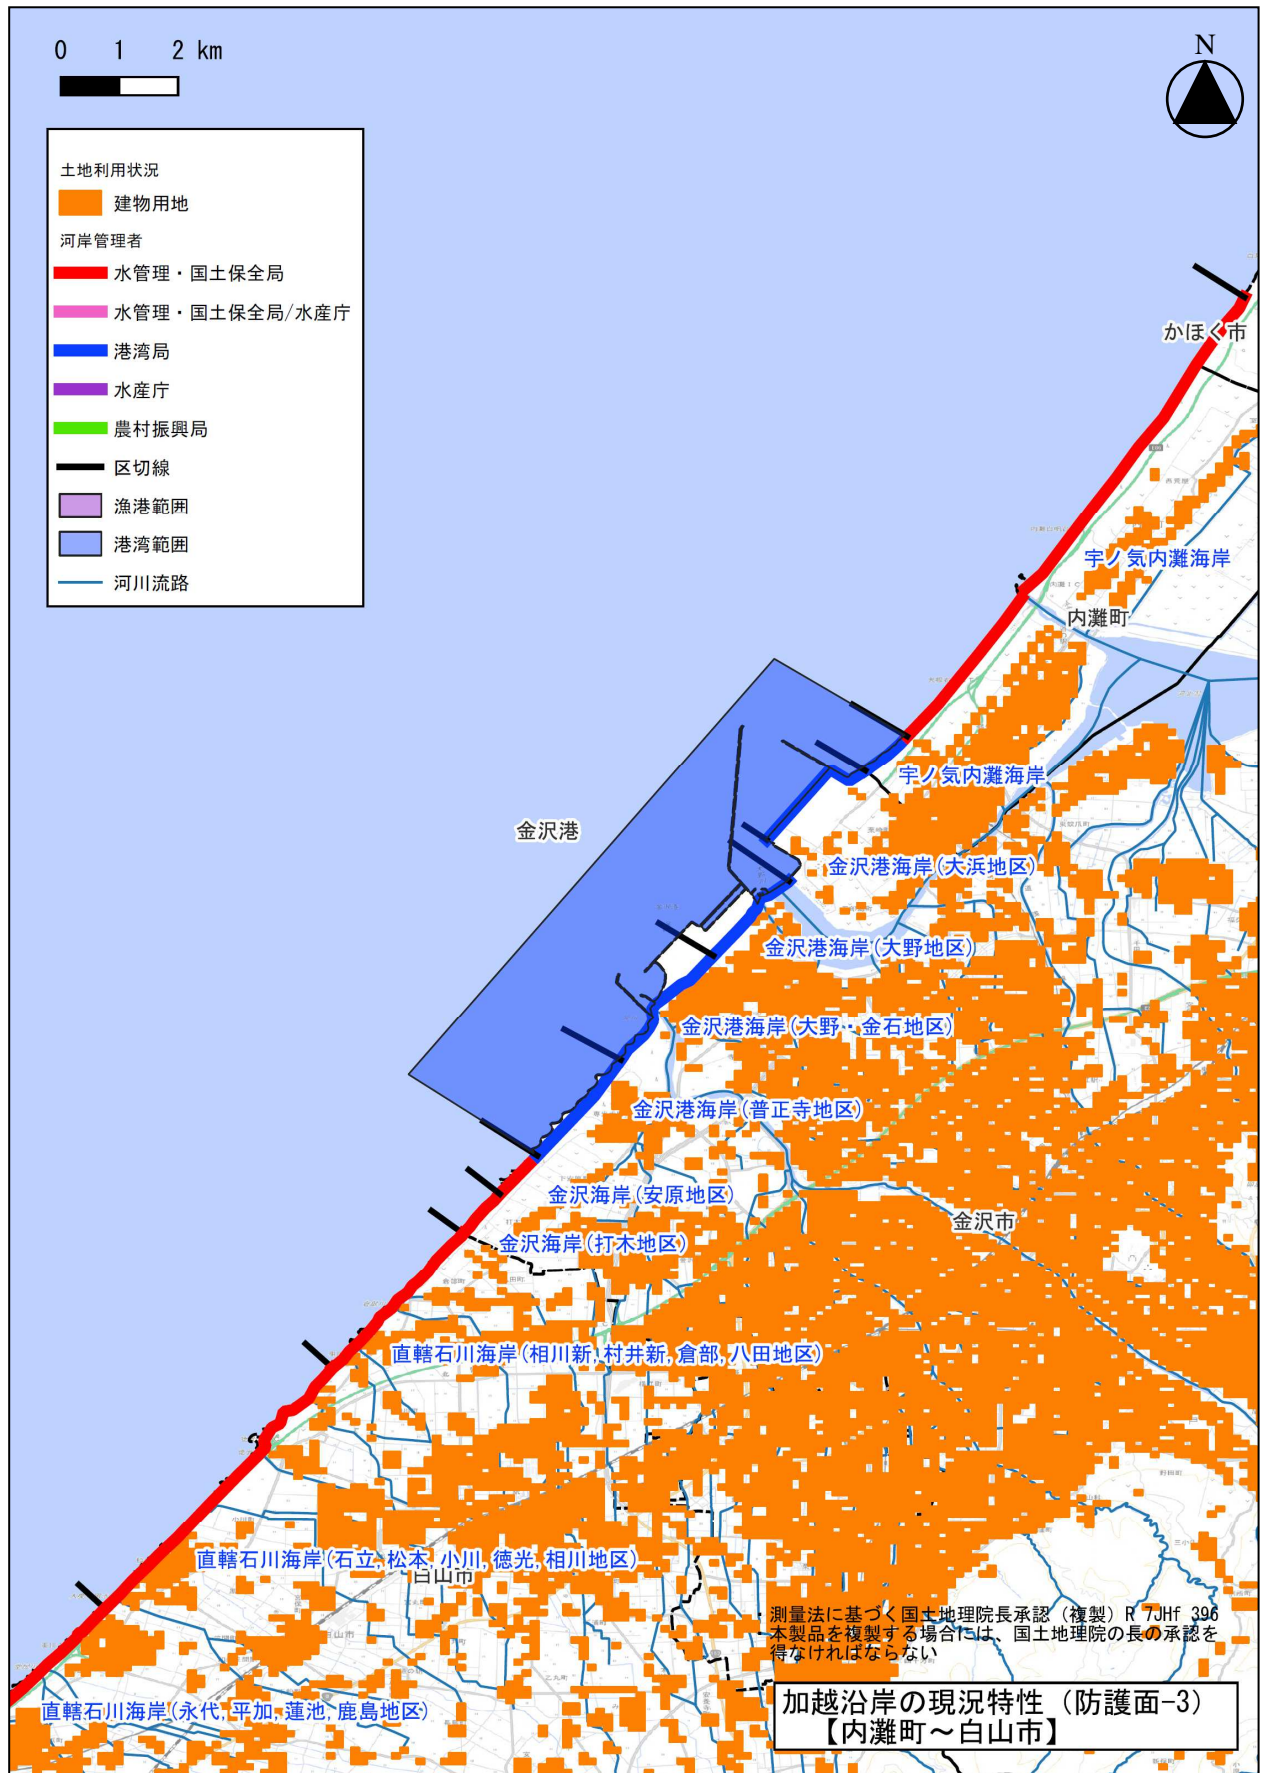 0 1 2 km
N
土地利用状況
建物用地
河岸管理者
水管理・国土保全局
水管理・国土保全局/水産庁
港湾局
水産庁
農村振興局
区切線
漁港範囲
港湾範囲
河川流路
かほく市
宇ノ気内灘海岸
内灘町
宇ノ気内灘海岸
金沢港
金沢港海岸(大浜地区)
金沢港海岸(大野地区)
金沢港海岸(大野・金石地区)
金沢港海岸(普正寺地区)
金沢海岸(安原地区)
金沢市
金沢海岸(打木地区)
直轄石川海岸(相川新,村井新,倉部,八田地区)
直轄石川海岸(石立,松本,小川,徳光,相川地区)
白山市
直轄石川海岸(永代,平加,蓮池,鹿島地区)
測量法に基づく国土地理院長承認(複製)R 7JHf 396
本製品を複製する場合には、国土地理院の長の承認を
得なければならない
加越沿岸の現況特性(防護面-3)
【内灘町～白山市】